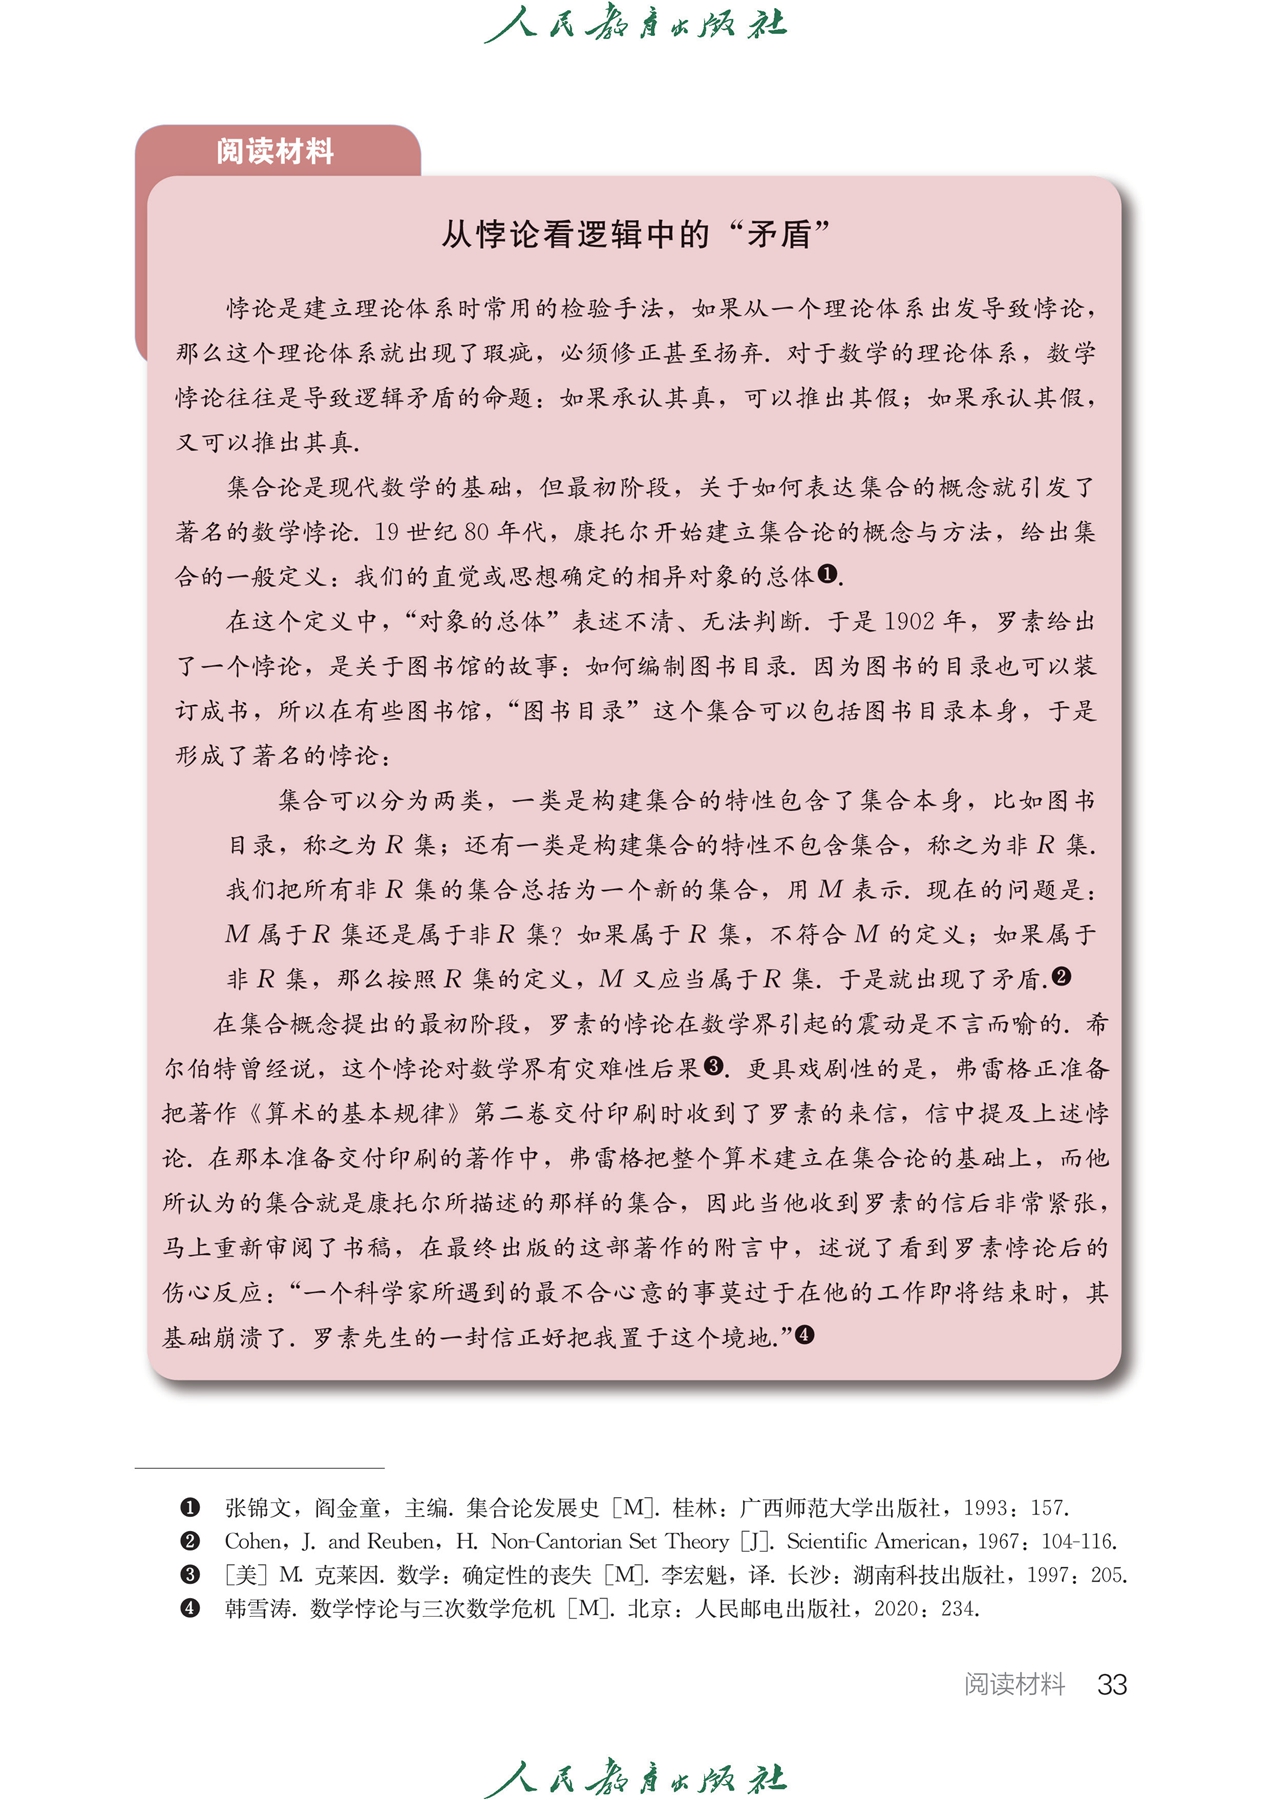 人民教育出版社
阅读材料
从悖论看逻辑中的“矛盾”
悖论是建立理论体系时常用的检验手法，如果从一个理论体系出发导致悖论，
那么这个理论体系就出现了瑕疵，必须修正甚至扬弃. 对于数学的理论体系，数学
悖论往往是导致逻辑矛盾的命题：如果承认其真，可以推出其假；如果承认其假，
又可以推出其真.
集合论是现代数学的基础，但最初阶段，关于如何表达集合的概念就引发了
著名的数学悖论. 19 世纪 80 年代，康托尔开始建立集合论的概念与方法，给出集
合的一般定义：我们的直觉或思想确定的相异对象的总体❶.
在这个定义中，“对象的总体”表述不清、无法判断. 于是 1902 年，罗素给出
了一个悖论，是关于图书馆的故事：如何编制图书目录. 因为图书的目录也可以装
订成书，所以在有些图书馆，“图书目录”这个集合可以包括图书目录本身，于是
形成了著名的悖论：
集合可以分为两类，一类是构建集合的特性包含了集合本身，比如图书
目录，称之为 R 集；还有一类是构建集合的特性不包含集合，称之为非 R 集.
我们把所有非 R 集的集合总括为一个新的集合，用 M 表示. 现在的问题是：
M 属于 R 集还是属于非 R 集？如果属于 R 集，不符合 M 的定义；如果属于
非 R 集，那么按照 R 集的定义，M 又应当属于 R 集. 于是就出现了矛盾.❷
在集合概念提出的最初阶段，罗素的悖论在数学界引起的震动是不言而喻的. 希
尔伯特曾经说，这个悖论对数学界有灾难性后果❸. 更具戏剧性的是，弗雷格正准备
把著作《算术的基本规律》第二卷交付印刷时收到了罗素的来信，信中提及上述悖
论. 在那本准备交付印刷的著作中，弗雷格把整个算术建立在集合论的基础上，而他
所认为的集合就是康托尔所描述的那样的集合，因此当他收到罗素的信后非常紧张，
马上重新审阅了书稿，在最终出版的这部著作的附言中，述说了看到罗素悖论后的
伤心反应：“一个科学家所遇到的最不合心意的事莫过于在他的工作即将结束时，其
基础崩溃了. 罗素先生的一封信正好把我置于这个境地.”❹
❶ 张锦文，阎金童，主编. 集合论发展史［M］. 桂林：广西师范大学出版社，1993：157.
❷ Cohen，J. and Reuben，H. Non-Cantorian Set Theory［J］. Scientific American，1967：104-116.
❸ ［美］M. 克莱因. 数学：确定性的丧失［M］. 李宏魁，译. 长沙：湖南科技出版社，1997：205.
❹ 韩雪涛. 数学悖论与三次数学危机［M］. 北京：人民邮电出版社，2020：234.
阅读材料 33
人民教育出版社